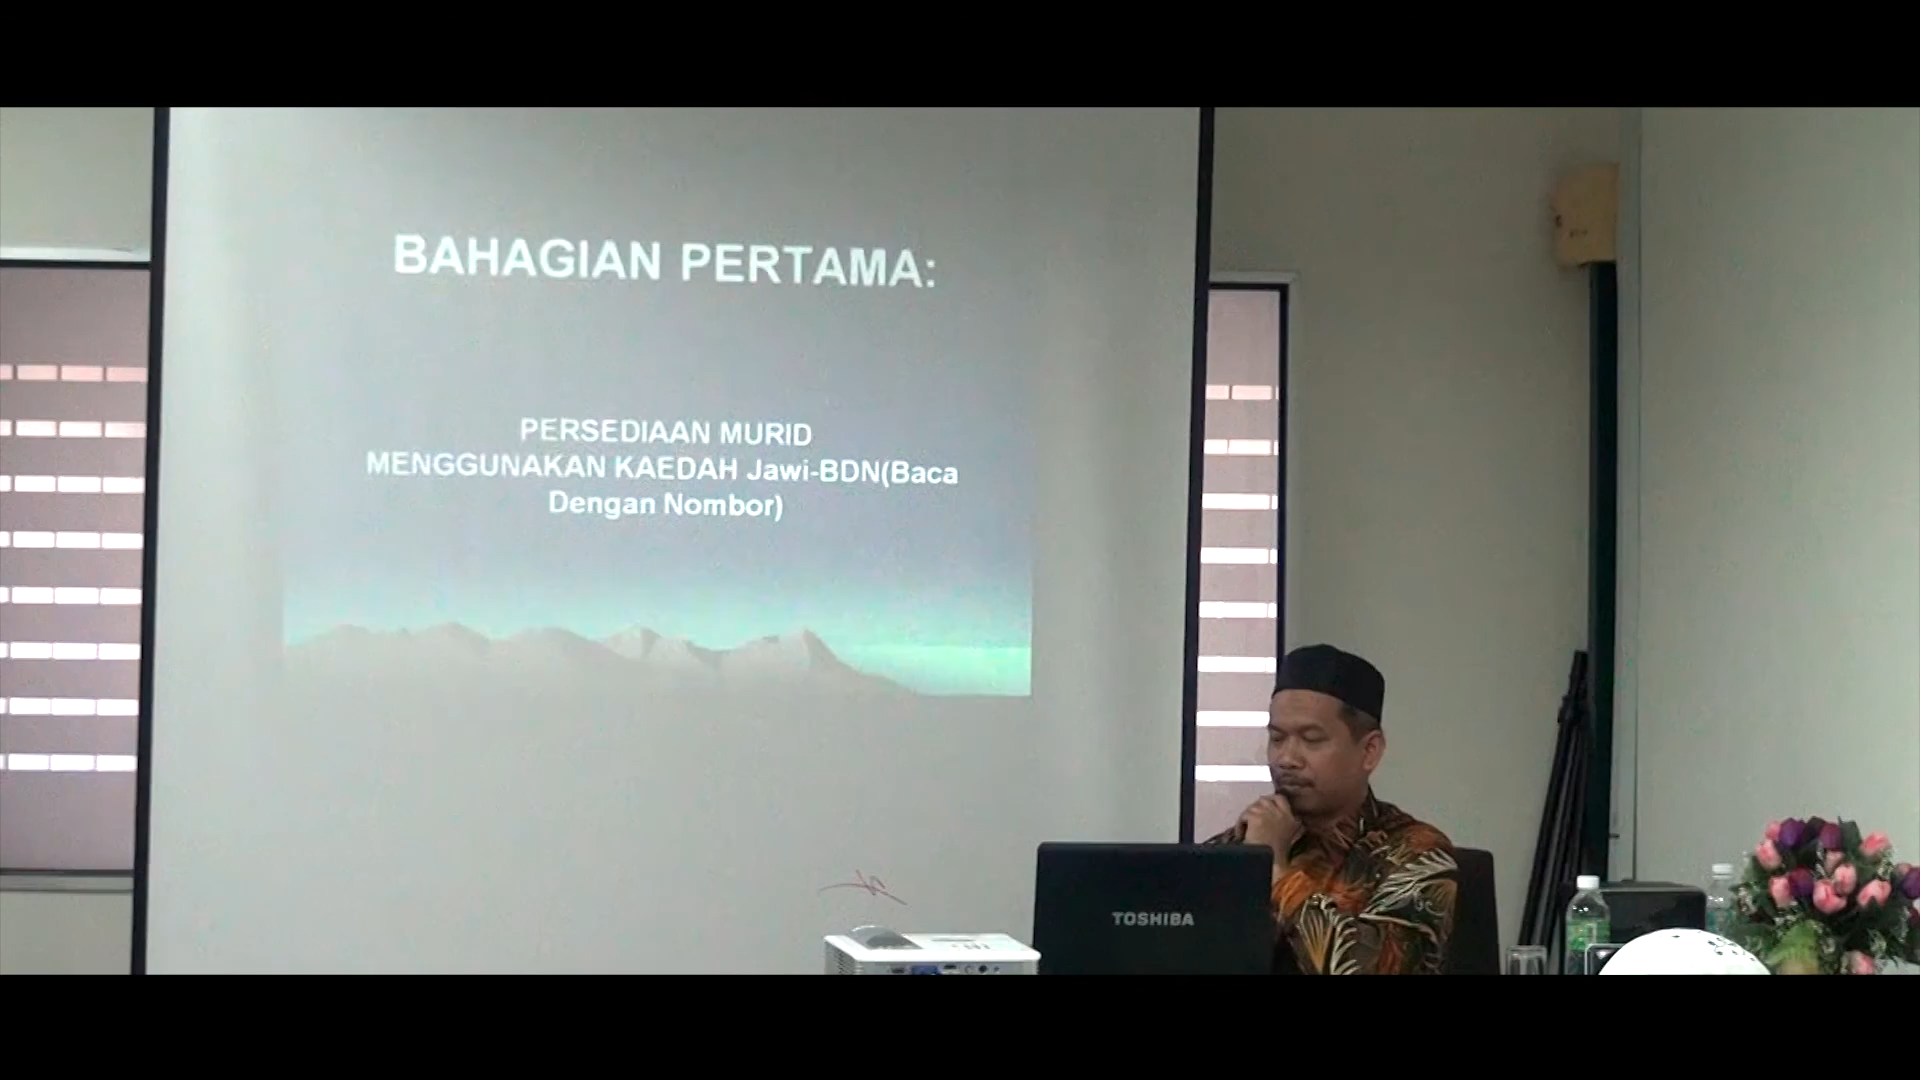 BAHAGIAN PERTAMA:
PERSEDIAAN MURID
MENGGUNAKAN KAEDAH Jawi-BDN(Baca
Dengan Nombor)
TOSHIBA